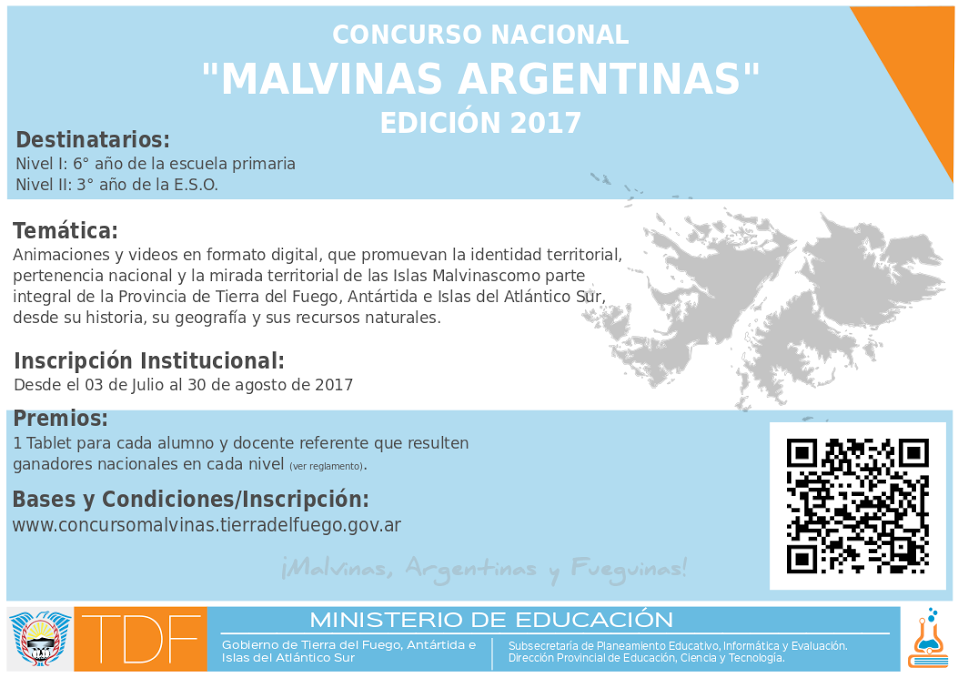 CONCURSO NACIONAL
"MALVINAS ARGENTINAS"
EDICIÓN 2017
Destinatarios:
Nivel I: 6° año de la escuela primaria
Nivel II: 3° año de la E.S.O.
Temática:
Animaciones y videos en formato digital, que promuevan la identidad territorial,
pertenencia nacional y la mirada territorial de las Islas Malvinascomo parte
integral de la Provincia de Tierra del Fuego, Antártida e Islas del Atlántico Sur,
desde su historia, su geografía y sus recursos naturales.
Inscripción Institucional:
Desde el 03 de Julio al 30 de agosto de 2017
Premios:
1 Tablet para cada alumno y docente referente que resulten
ganadores nacionales en cada nivel (ver reglamento).
Bases y Condiciones/Inscripción:
www.concursomalvinas.tierradelfuego.gov.ar
¡Malvinas, Argentinas y Fueguinas!
TDF
MINISTERIO DE EDUCACIÓN
Gobierno de Tierra del Fuego, Antártida e
Islas del Atlántico Sur
Subsecretaría de Planeamiento Educativo, Informática y Evaluación.
Dirección Provincial de Educación, Ciencia y Tecnología.